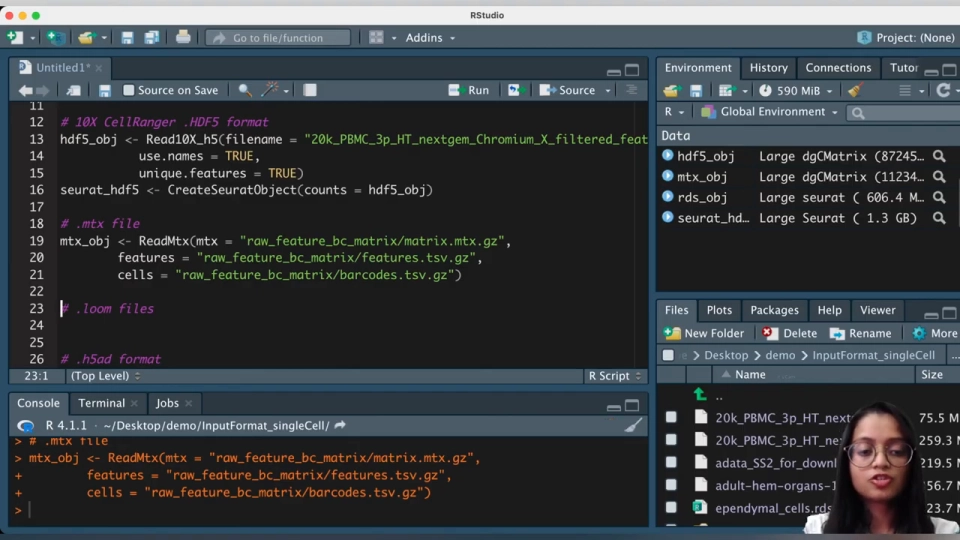 RStudio
Go to file/function
Addins
Project: (None)
Untitled1*
Source on Save
Run
Source
11
12 # 10X CellRanger .HDF5 format
13 hdf5_obj <- Read10X_h5(filename = "20k_PBMC_3p_HT_nextgem_Chromium_X_filtered_feat
14 use.names = TRUE,
15 unique.features = TRUE)
16 seurat_hdf5 <- CreateSeuratObject(counts = hdf5_obj)
17
18 # .mtx file
19 mtx_obj <- ReadMtx(mtx = "raw_feature_bc_matrix/matrix.mtx.gz",
20 features = "raw_feature_bc_matrix/features.tsv.gz",
21 cells = "raw_feature_bc_matrix/barcodes.tsv.gz")
22
23 # .loom files
24
25
26 # .h5ad format
23:1 (Top Level) R Script
Console Terminal Jobs
R 4.1.1 · ~/Desktop/demo/InputFormat_singleCell/
> # .mtx file
> mtx_obj <- ReadMtx(mtx = "raw_feature_bc_matrix/matrix.mtx.gz",
+ features = "raw_feature_bc_matrix/features.tsv.gz",
+ cells = "raw_feature_bc_matrix/barcodes.tsv.gz")
>
Environment History Connections Tutor
590 MiB
R Global Environment
Data
hdf5_obj Large dgCMatrix (87245…
mtx_obj Large dgCMatrix (11234…
rds_obj Large seurat ( 606.4 M…
seurat_hd… Large Seurat ( 1.3 GB)
Files Plots Packages Help Viewer
New Folder Delete Rename More
Desktop demo InputFormat_singleCell ...
Name Size
..
20k_PBMC_3p_HT_next 75.5 M
20k_PBMC_3p_HT_ne 259.3 M
adata_SS2_for_downl 219.5 M
adult-hem-organs-1 56.7 M
ependymal_cells.rds 23.7 M